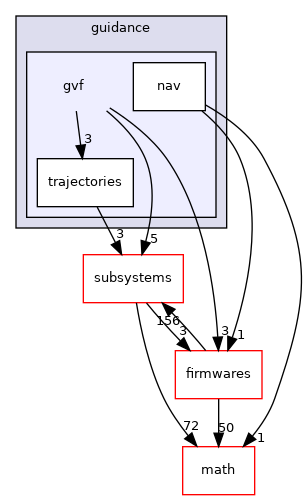 guidance
gvf
nav
3
trajectories
3
5
subsystems
156
3
3
1
firmwares
72
50
1
math